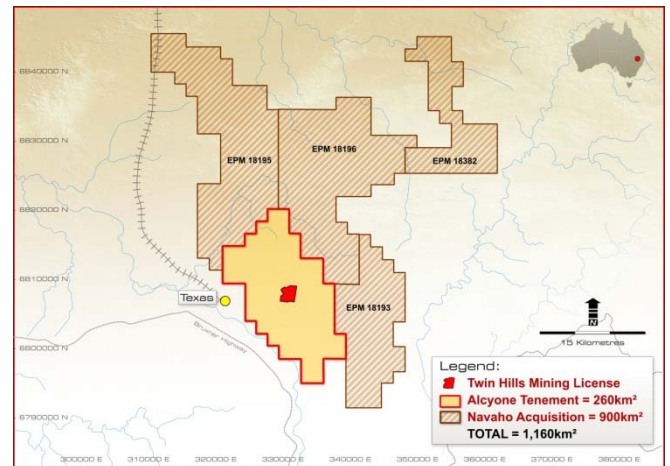 6840000 N
6830000 N
6820000 N
6810000 N
6800000 N
6790000 N
EPM 18195
EPM 18196
EPM 18382
EPM 18193
Texas
Bruxner Highway
N
15 Kilometres
Legend:
Twin Hills Mining License
Alcyone Tenement = 260km²
Navaho Acquisition = 900km²
TOTAL = 1,160km²
300000 E
310000 E
320000 E
330000 E
340000 E
350000 E
360000 E
370000 E
380000 E